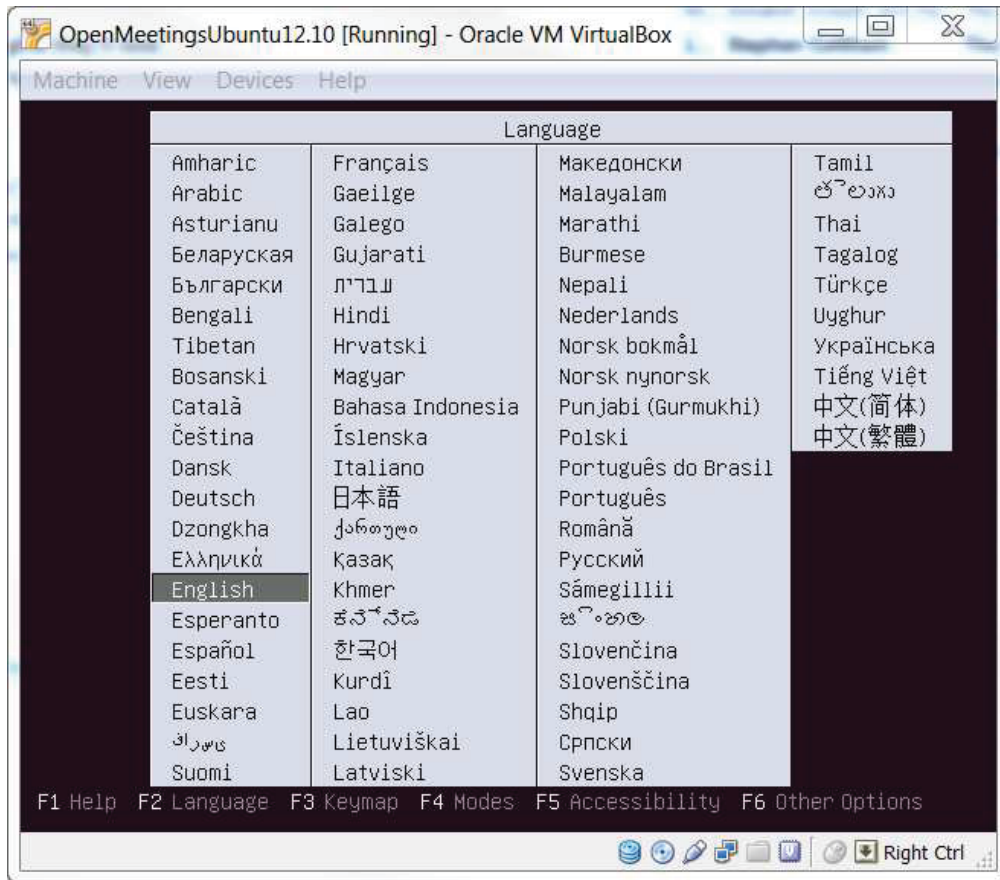 OpenMeetingsUbuntu12.10 [Running] - Oracle VM VirtualBox
Machine View Devices Help
Language
Amharic
Arabic
Asturianu
Беларуская
Български
Bengali
Tibetan
Bosanski
Català
Čeština
Dansk
Deutsch
Dzongkha
Ελληνικά
English
Esperanto
Español
Eesti
Euskara
فارسی
Suomi
Français
Gaeilge
Galego
Gujarati
עברית
Hindi
Hrvatski
Magyar
Bahasa Indonesia
Íslenska
Italiano
日本語
ქართული
Қазақ
Khmer
ಕನ್ನಡ
한국어
Kurdî
Lao
Lietuviškai
Latviski
Македонски
Malayalam
Marathi
Burmese
Nepali
Nederlands
Norsk bokmål
Norsk nynorsk
Punjabi (Gurmukhi)
Polski
Português do Brasil
Português
Română
Русский
Sámegillii
සිංහල
Slovenčina
Slovenščina
Shqip
Српски
Svenska
Tamil
తెలుగు
Thai
Tagalog
Türkçe
Uyghur
Українська
Tiếng Việt
中文(简体)
中文(繁體)
F1 Help F2 Language F3 Keymap F4 Modes F5 Accessibility F6 Other Options
Right Ctrl